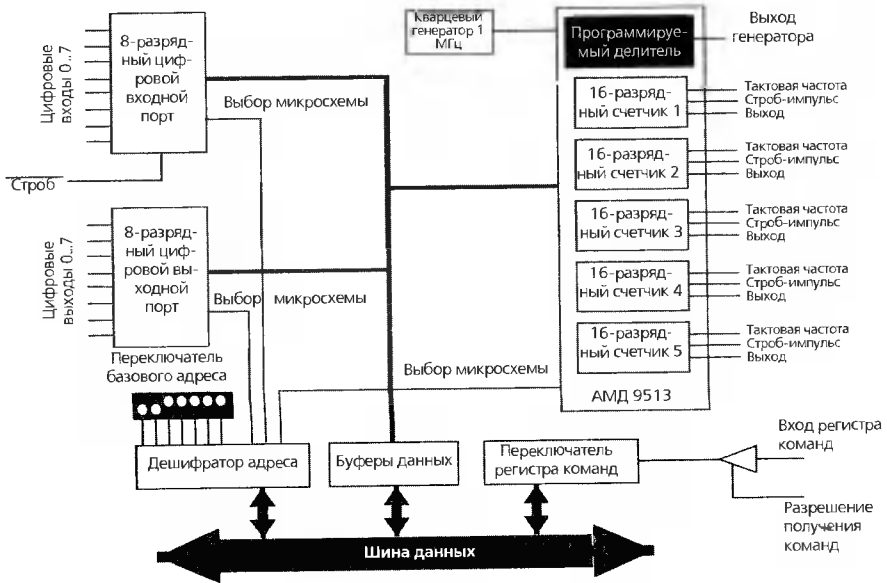 Цифровые
входы 0...7
8-разряд-
ный циф-
ровой
входной
порт
Строб
Выбор микросхемы
Кварцевый
генератор 1
МГц
Программируе-
мый делитель
Выход
генератора
16-разряд-
ный счетчик 1
Тактовая частота
Строб-импульс
Выход
16-разряд-
ный счетчик 2
Тактовая частота
Строб-импульс
Выход
16-разряд-
ный счетчик 3
Тактовая частота
Строб-импульс
Выход
16-разряд-
ный счетчик 4
Тактовая частота
Строб-импульс
Выход
16-разряд-
ный счетчик 5
Тактовая частота
Строб-импульс
Выход
АМД 9513
Цифровые
выходы 0...7
8-разряд-
ный циф-
ровой вы-
ходной
порт
Выбор микросхемы
Переключатель
базового адреса
Выбор микросхемы
Дешифратор адреса
Буферы данных
Переключатель
регистра команд
Вход регистра
команд
Разрешение
получения
команд
Шина данных